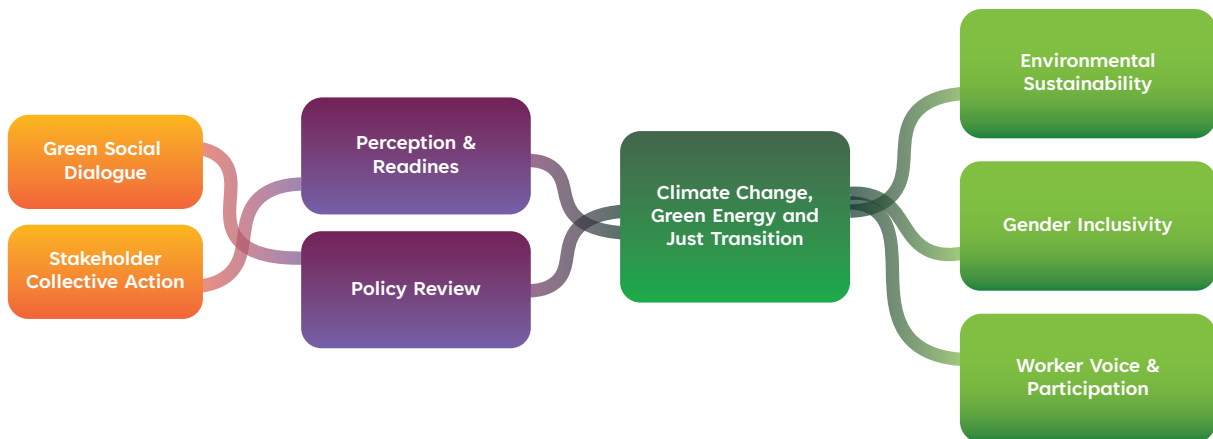 Green Social
Dialogue
Stakeholder
Collective Action
Perception &
Readines
Policy Review
Climate Change,
Green Energy and
Just Transition
Environmental
Sustainability
Gender Inclusivity
Worker Voice &
Participation